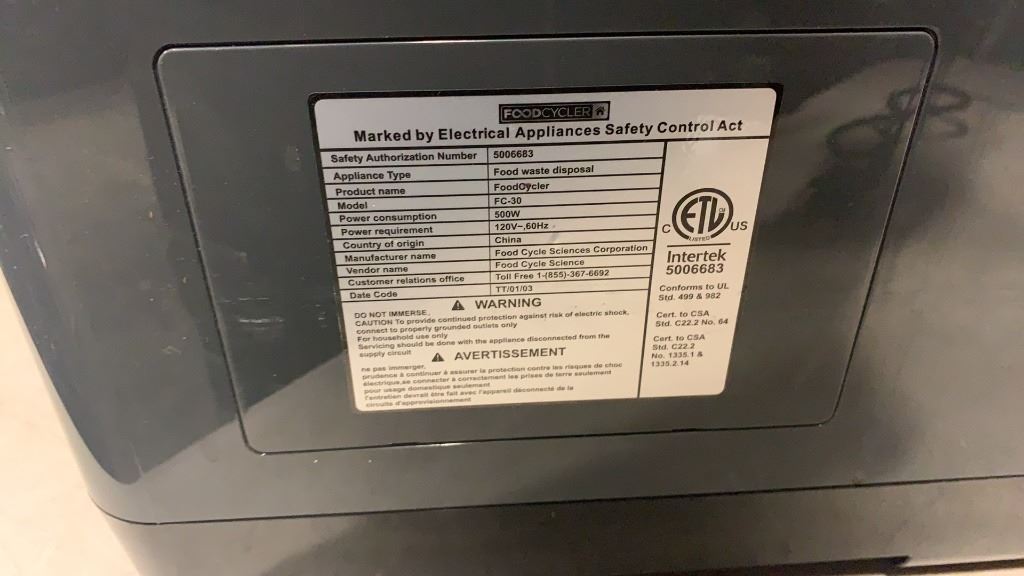 FOODCYCLER
Marked by Electrical Appliances Safety Control Act
Safety Authorization Number 5006683
Appliance Type Food waste disposal
Product name FoodCycler
Model FC-30
Power consumption 500W
Power requirement 120V~,60Hz
Country of origin China
Manufacturer name Food Cycle Sciences Corporation
Vendor name Food Cycle Science
Customer relations office Toll Free 1-(855)-367-6692
Date Code TT/01/03
WARNING
DO NOT IMMERSE.
CAUTION To provide continued protection against risk of electric shock,
connect to properly grounded outlets only
For household use only
Servicing should be done with the appliance disconnected from the
supply circuit
AVERTISSEMENT
ne pas immerger,
prudence à continuer à assurer la protection contre les risques de choc
électrique,se connecter à correctement les prises de terre seulement
pour usage domestique seulement
l'entretien devrait être fait avec l'appareil déconnecté de la
circuits d'approvisionnement
C ETL US
LISTED
Intertek
5006683
Conforms to UL
Std. 499 & 982
Cert. to CSA
Std. C22.2 No. 64
Cert. to CSA
Std. C22.2
No. 1335.1 &
1335.2.14